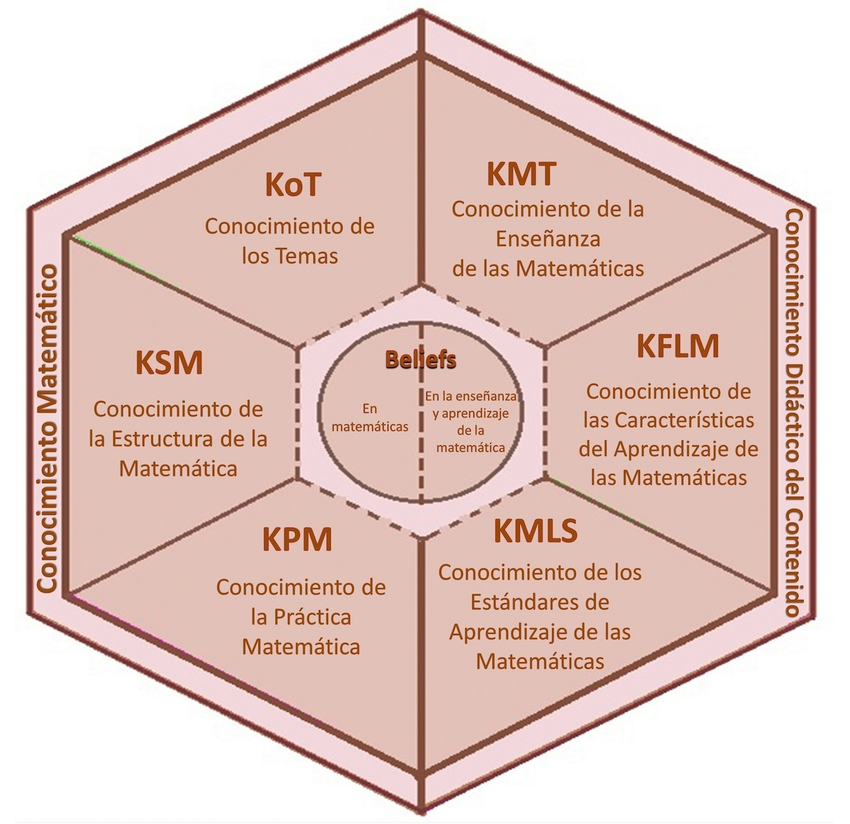 KoT
Conocimiento de
los Temas
KMT
Conocimiento de la
Enseñanza
de las Matemáticas
Conocimiento Matemático
KSM
Conocimiento de
la Estructura de la
Matemática
Beliefs
En
matemáticas
En la enseñanza
y aprendizaje
de la
matemática
KFLM
Conocimiento de
las Características
del Aprendizaje de
las Matemáticas
Conocimiento Didáctico del Contenido
KPM
Conocimiento de
la Práctica
Matemática
KMLS
Conocimiento de los
Estándares de
Aprendizaje de las
Matemáticas